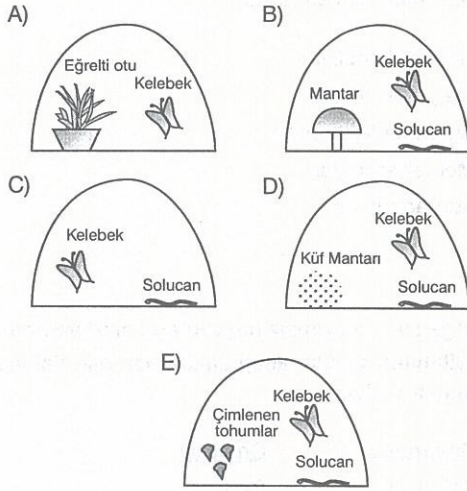 A)
Eğrelti otu
Kelebek
B)
Kelebek
Mantar
Solucan
C)
Kelebek
Solucan
D)
Kelebek
Küf Mantarı
Solucan
E)
Kelebek
Çimlenen
tohumlar
Solucan